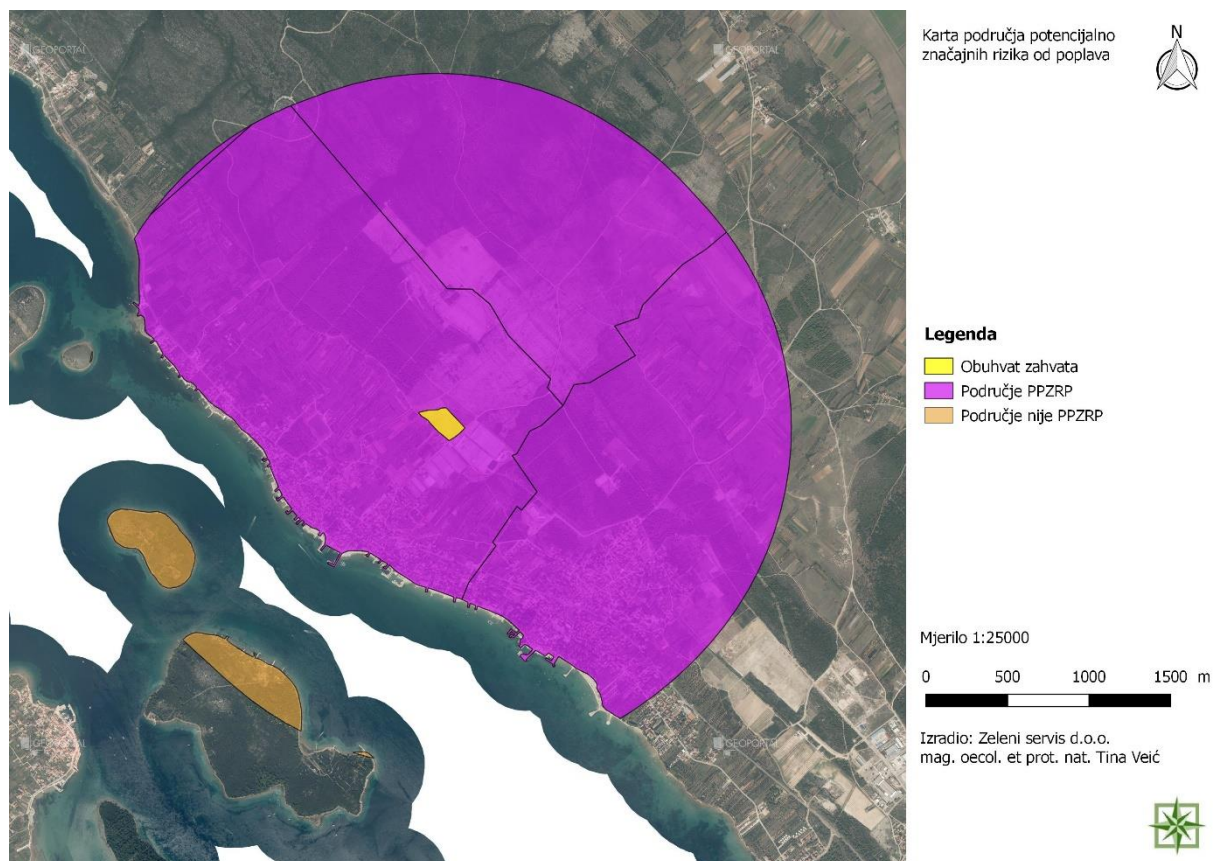 Karta područja potencijalno
značajnih rizika od poplava
N
GEOPORTAL
GEOPORTAL
Legenda
Obuhvat zahvata
Područje PPZRP
Područje nije PPZRP
Mjerilo 1:25000
0 500 1000 1500 m
Izradio: Zeleni servis d.o.o.
mag. oecol. et prot. nat. Tina Veić
GEOPORTAL
GEOPORTAL